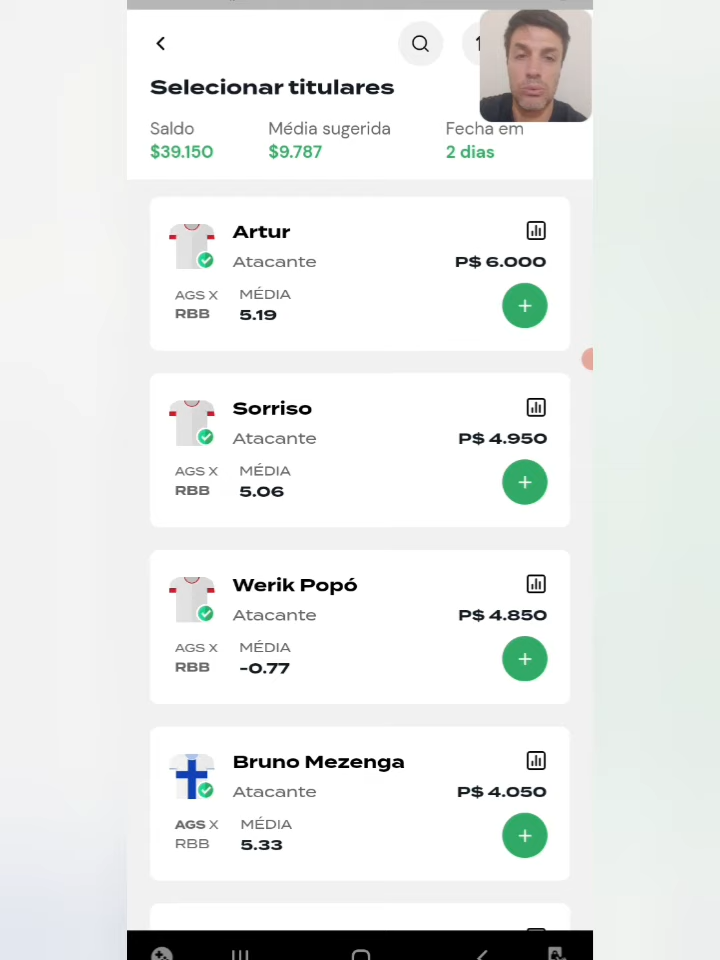 Selecionar titulares
Saldo
Média sugerida
Fecha em
$39.150
$9.787
2 dias
Artur
Atacante
P$ 6.000
AGS X
MÉDIA
RBB
5.19
Sorriso
Atacante
P$ 4.950
AGS X
MÉDIA
RBB
5.06
Werik Popó
Atacante
P$ 4.850
AGS X
MÉDIA
RBB
-0.77
Bruno Mezenga
Atacante
P$ 4.050
AGS X
MÉDIA
RBB
5.33